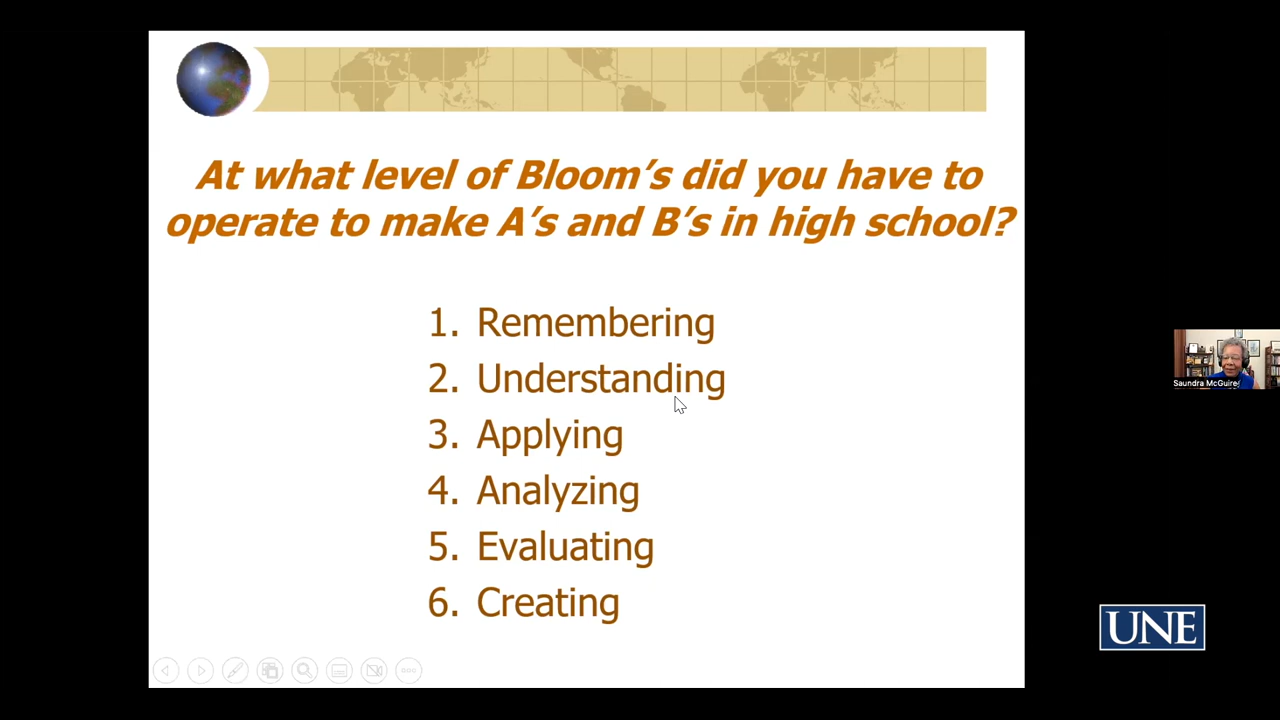 At what level of Bloom’s did you have to
operate to make A’s and B’s in high school?
1. Remembering
2. Understanding
3. Applying
4. Analyzing
5. Evaluating
6. Creating
Saundra McGuire
UNE